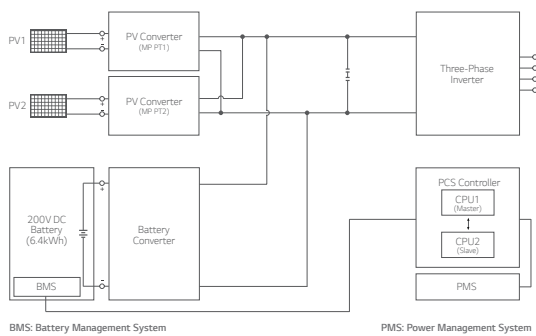 PV1
+
-
PV Converter
(MP PT1)
PV2
+
-
PV Converter
(MP PT2)
Three-Phase
Inverter
200V DC
Battery
(6.4kWh)
+
-
BMS
Battery
Converter
PCS Controller
CPU1
(Master)
CPU2
(Slave)
PMS
BMS: Battery Management System
PMS: Power Management System